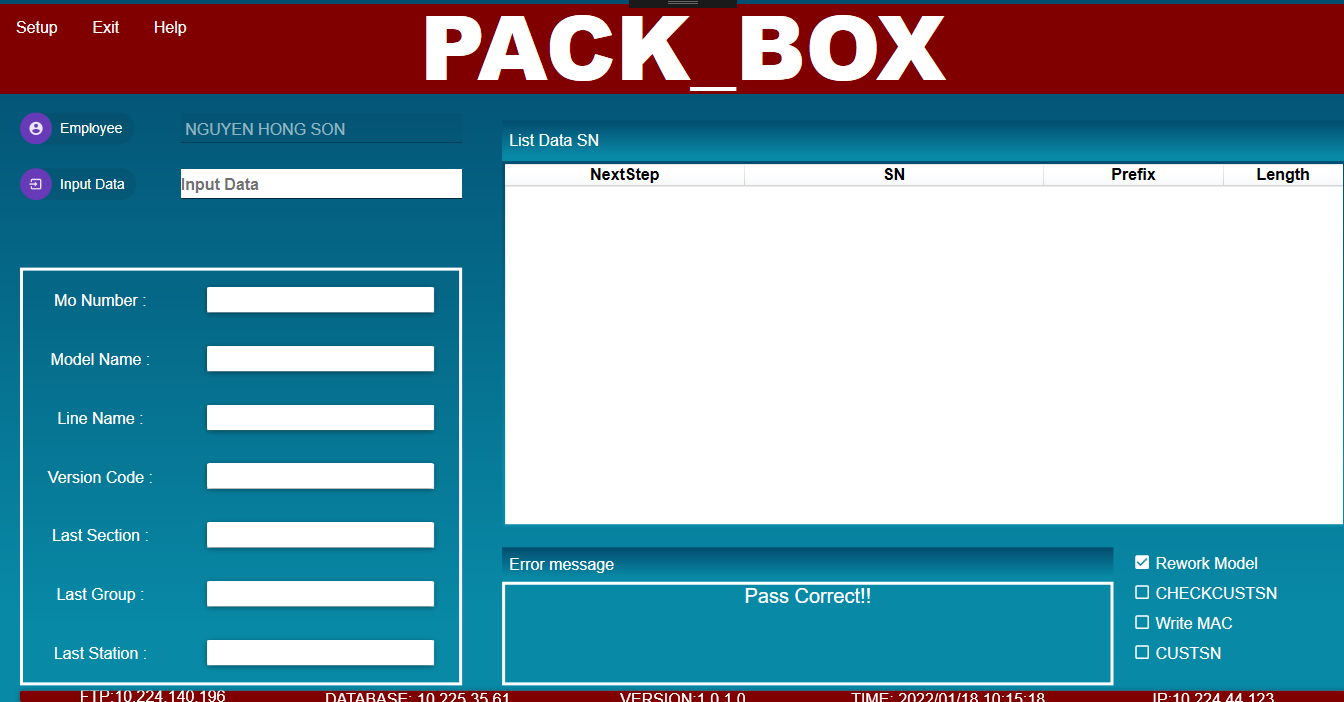 Setup Exit Help
PACK_BOX
Employee NGUYEN HONG SON
Input Data Input Data
Mo Number :
Model Name :
Line Name :
Version Code :
Last Section :
Last Group :
Last Station :
List Data SN
NextStep SN Prefix Length
Error message
Pass Correct!!
Rework Model
CHECKCUSTSN
Write MAC
CUSTSN
FTP:10.224.140.196 DATABASE: 10.225.35.61 VERSION:1.0.1.0 TIME: 2022/01/18 10:15:18 IP:10.224.44.123